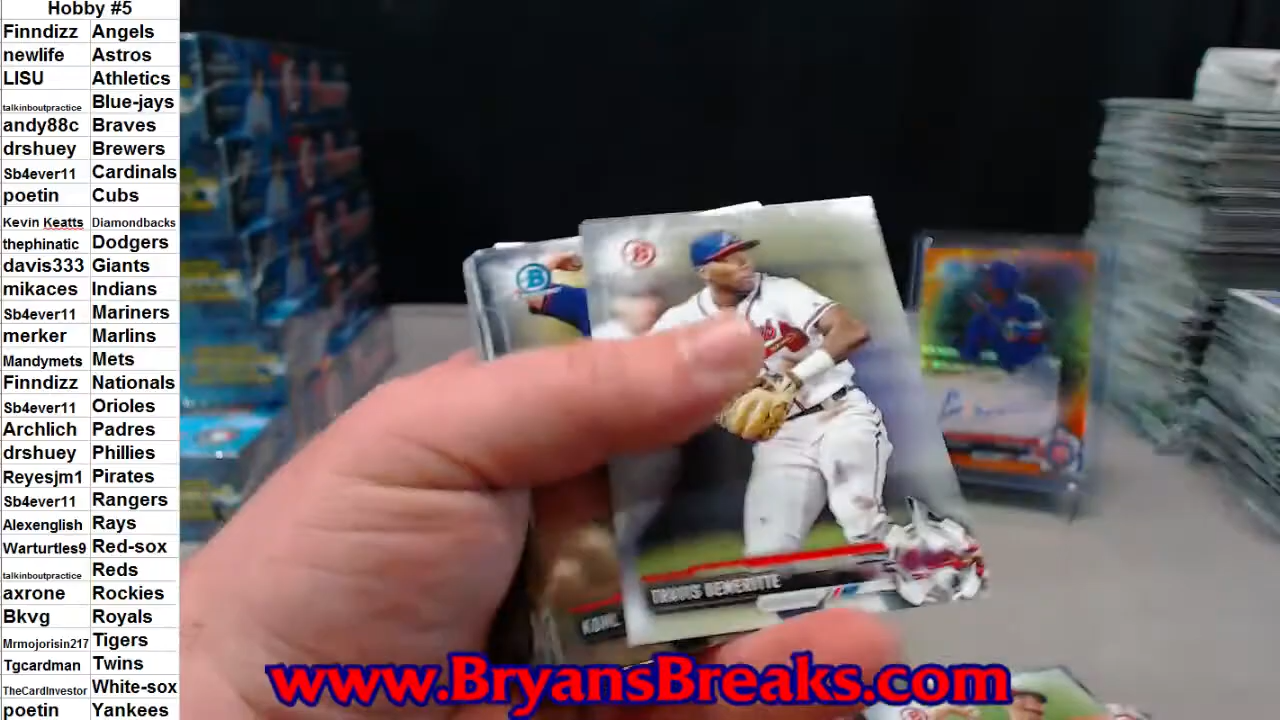 Hobby #5
Finndizz Angels
newlife Astros
LISU Athletics
talkinboutpractice Blue-jays
andy88c Braves
drshuey Brewers
Sb4ever11 Cardinals
poetin Cubs
Kevin Keatts Diamondbacks
thephinatic Dodgers
davis333 Giants
mikaces Indians
Sb4ever11 Mariners
merker Marlins
Mandymets Mets
Finndizz Nationals
Sb4ever11 Orioles
Archlich Padres
drshuey Phillies
Reyesjm1 Pirates
Sb4ever11 Rangers
Alexenglish Rays
Warturtles9 Red-sox
talkinboutpractice Reds
axrone Rockies
Bkvg Royals
Mrmojorisin217 Tigers
Tgcardman Twins
TheCardInvestor White-sox
poetin Yankees
B
B
TRAVIS DEMERITTE
KOHL
www.BryansBreaks.com